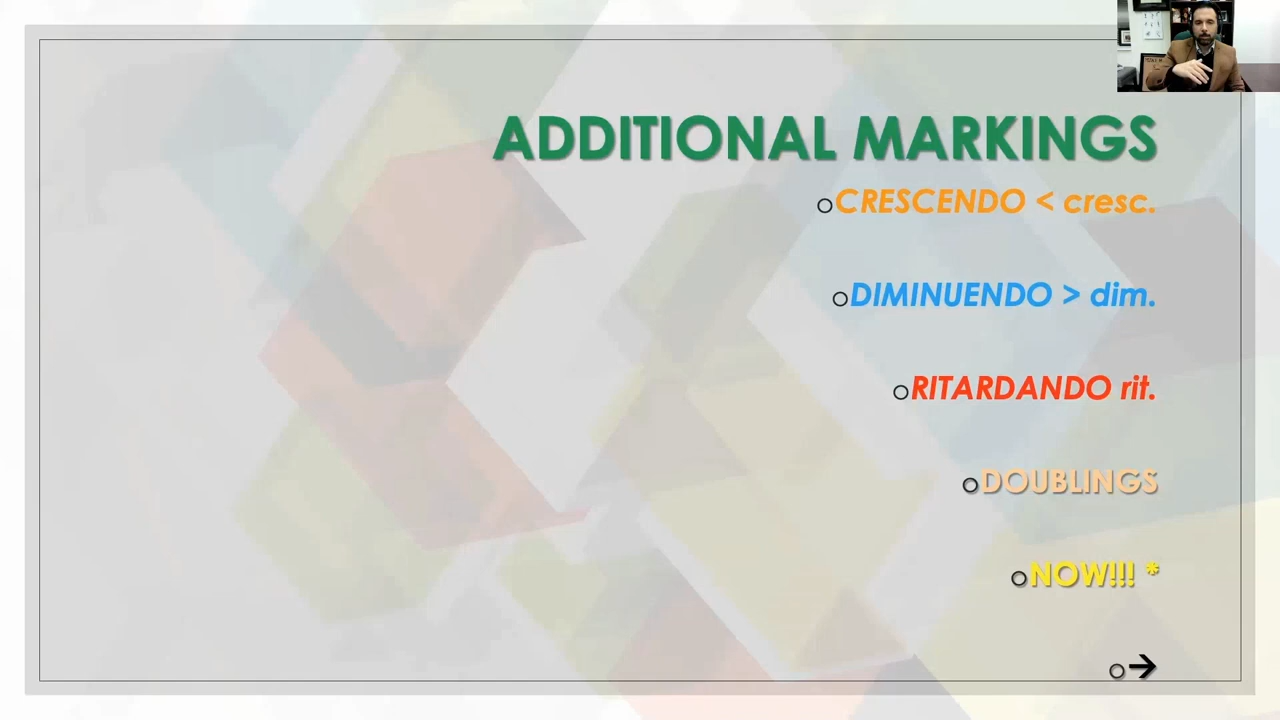 ADDITIONAL MARKINGS
CRESCENDO < cresc.
DIMINUENDO > dim.
RITARDANDO rit.
DOUBLINGS
NOW!!! *
→